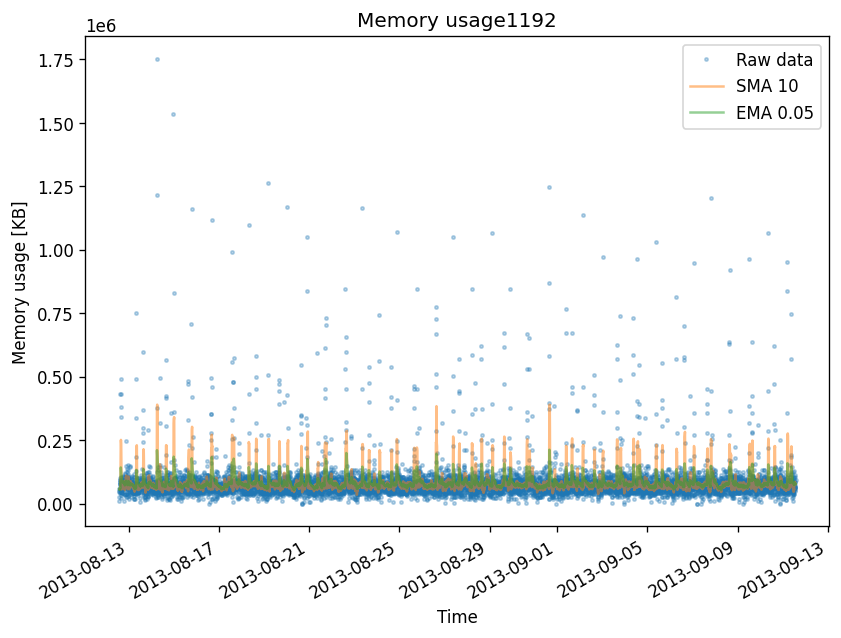 Memory usage1192
1e6
1.75
1.50
1.25
1.00
0.75
0.50
0.25
0.00
Memory usage [KB]
Raw data
SMA 10
EMA 0.05
2013-08-13
2013-08-17
2013-08-21
2013-08-25
2013-08-29
2013-09-01
2013-09-05
2013-09-09
2013-09-13
Time